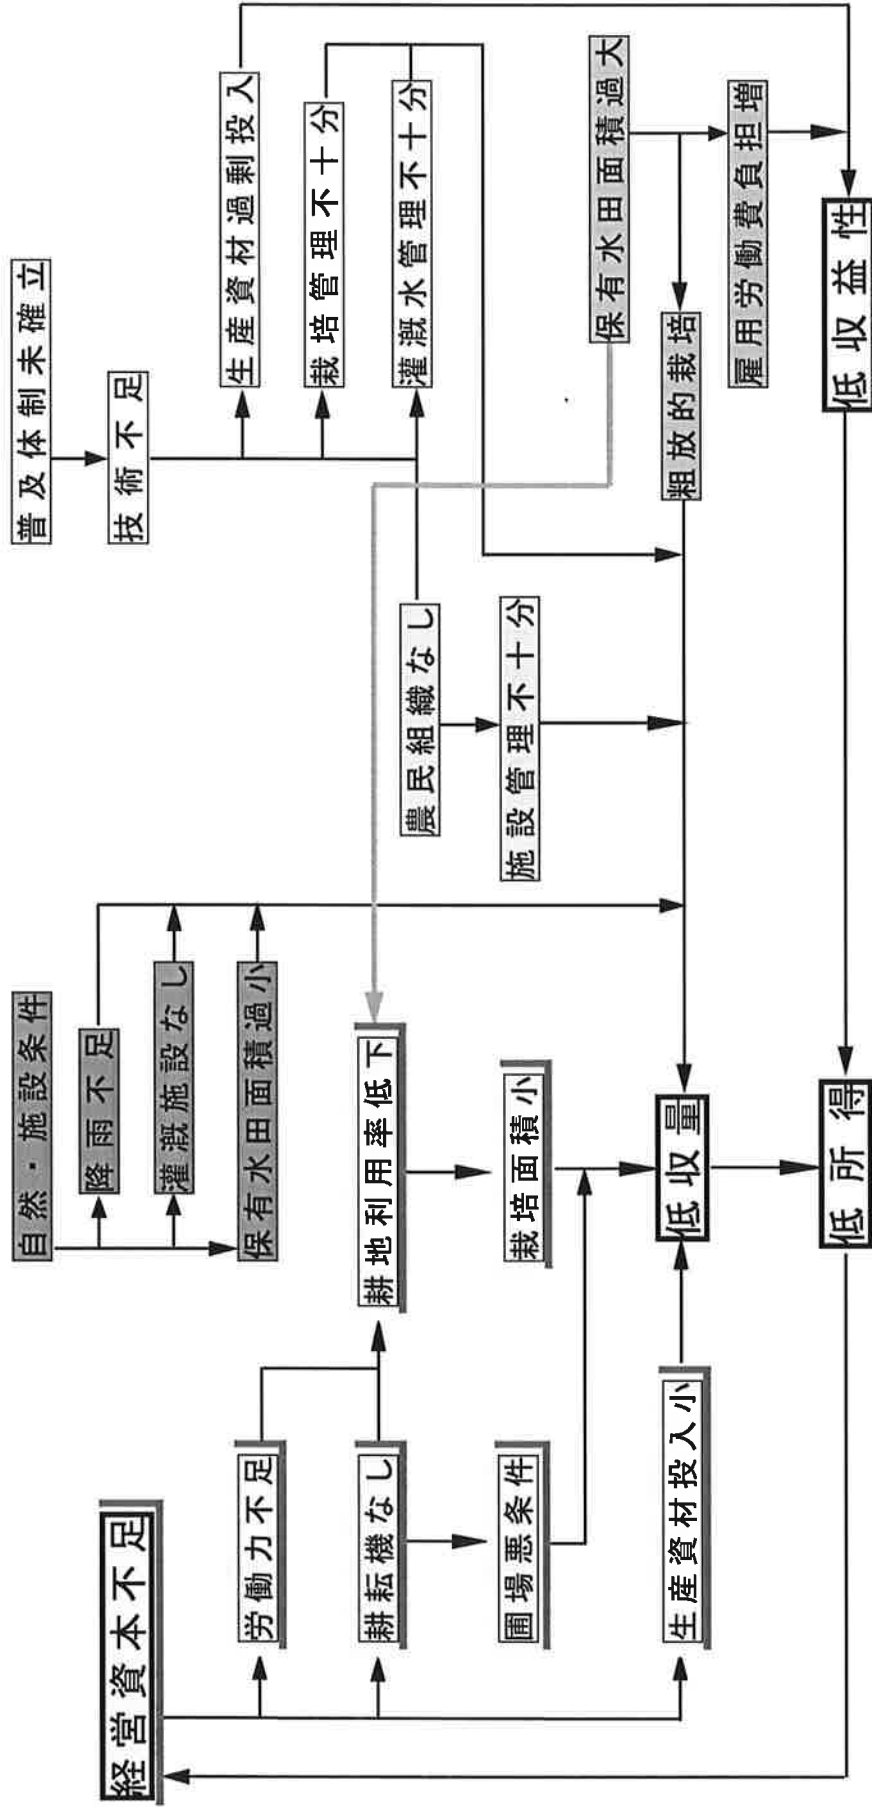 経営資本不足
労働力不足
耕耘機なし
圃場悪条件
生産資材投入小
自然・施設条件
降雨不足
灌漑施設なし
保有水田面積過小
耕地利用率低下
栽培面積小
低収量
低所得
農民組織なし
施設管理不十分
普及体制未確立
技術不足
生産資材過剰投入
栽培管理不十分
灌漑水管理不十分
保有水田面積過大
粗放的栽培
雇用労働費負担増
低収益性